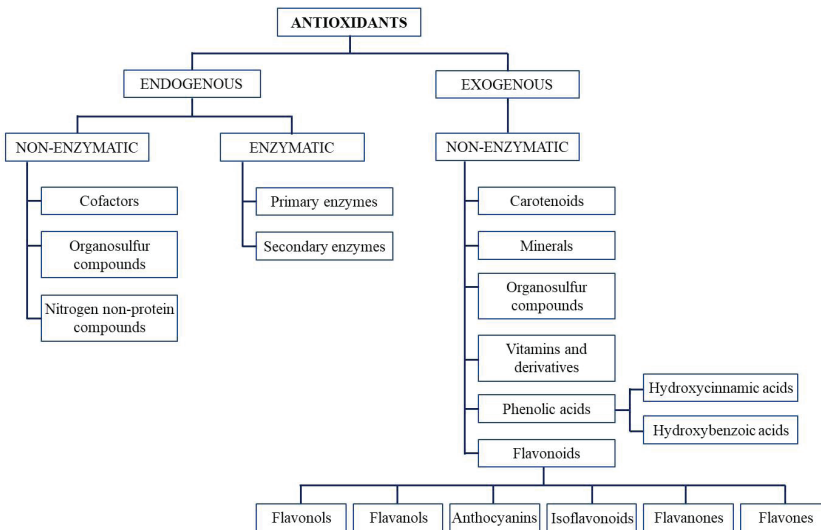 ANTIOXIDANTS
ENDOGENOUS
EXOGENOUS
NON-ENZYMATIC
ENZYMATIC
NON-ENZYMATIC
Cofactors
Organosulfur
compounds
Nitrogen non-protein
compounds
Primary enzymes
Secondary enzymes
Carotenoids
Minerals
Organosulfur
compounds
Vitamins and
derivatives
Phenolic acids
Hydroxycinnamic acids
Hydroxybenzoic acids
Flavonoids
Flavonols
Flavanols
Anthocyanins
Isoflavonoids
Flavanones
Flavones